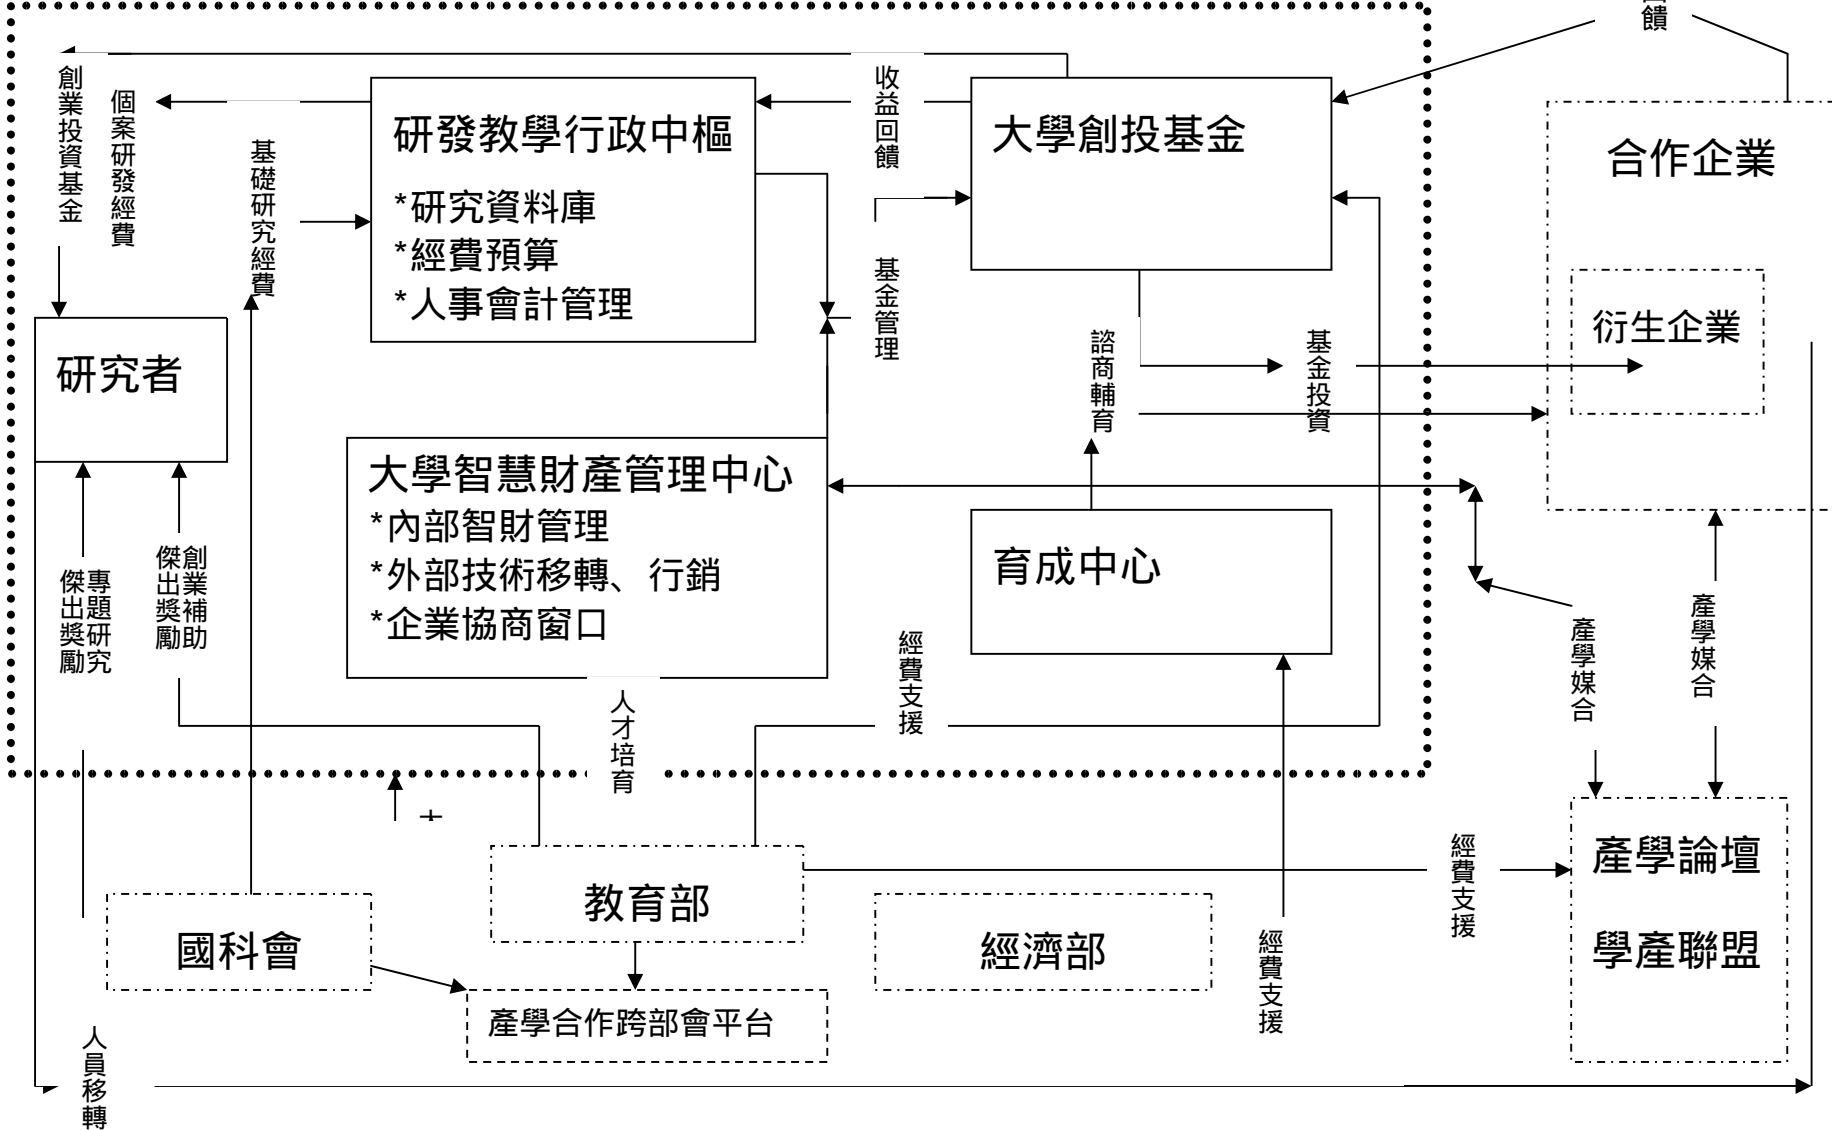 饋
創業投資基金
個案研發經費
基礎研究經費
研發教學行政中樞
*研究資料庫
*經費預算
*人事會計管理
收益回饋
大學創投基金
合作企業
基金管理
衍生企業
諮商輔育
基金投資
研究者
大學智慧財產管理中心
*內部智財管理
*外部技術移轉、行銷
*企業協商窗口
育成中心
專題研究
傑出獎勵
創業補助
傑出獎勵
人才培育
經費支援
產學媒合
產學媒合
教育部
國科會
經濟部
經費支援
經費支援
產學論壇
學產聯盟
產學合作跨部會平台
人員移轉